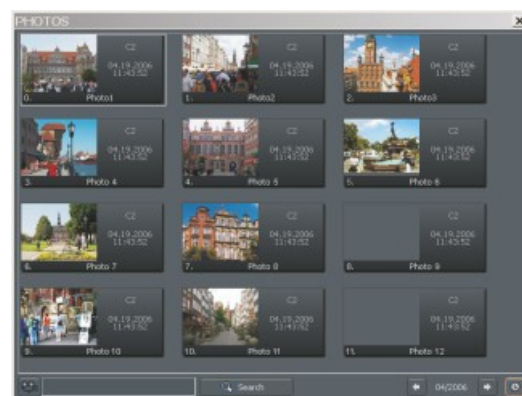 PHOTOS
C2
04.19.2006
11:43:52
0. Photo1
C2
04.19.2006
11:43:52
1. Photo2
C2
04.19.2006
11:43:52
2. Photo3
C2
04.19.2006
11:43:52
3. Photo 4
C2
04.19.2006
11:43:52
4. Photo 5
C2
04.19.2006
11:43:52
5. Photo 6
C2
04.19.2006
11:43:52
6. Photo 7
C2
04.19.2006
11:43:52
7. Photo 8
C2
04.19.2006
11:43:52
8. Photo 9
C2
04.19.2006
11:43:52
9. Photo 10
C2
04.19.2006
11:43:52
10. Photo 11
C2
04.19.2006
11:43:52
11. Photo 12
Search
04/2006